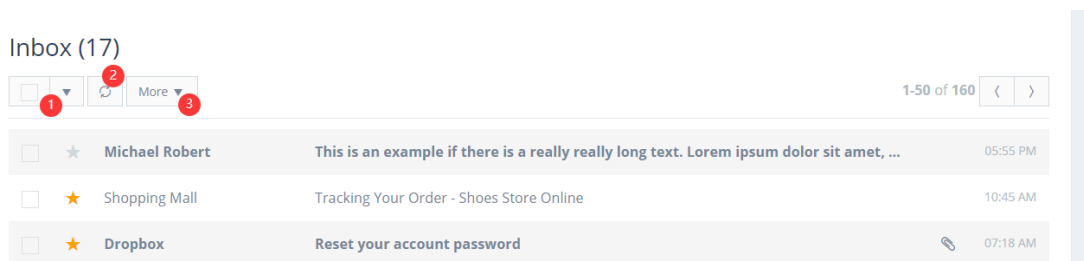 Inbox (17)
1
2
More
3
1-50 of 160
Michael Robert This is an example if there is a really really long text. Lorem ipsum dolor sit amet, ... 05:55 PM
Shopping Mall Tracking Your Order - Shoes Store Online 10:45 AM
Dropbox Reset your account password 07:18 AM